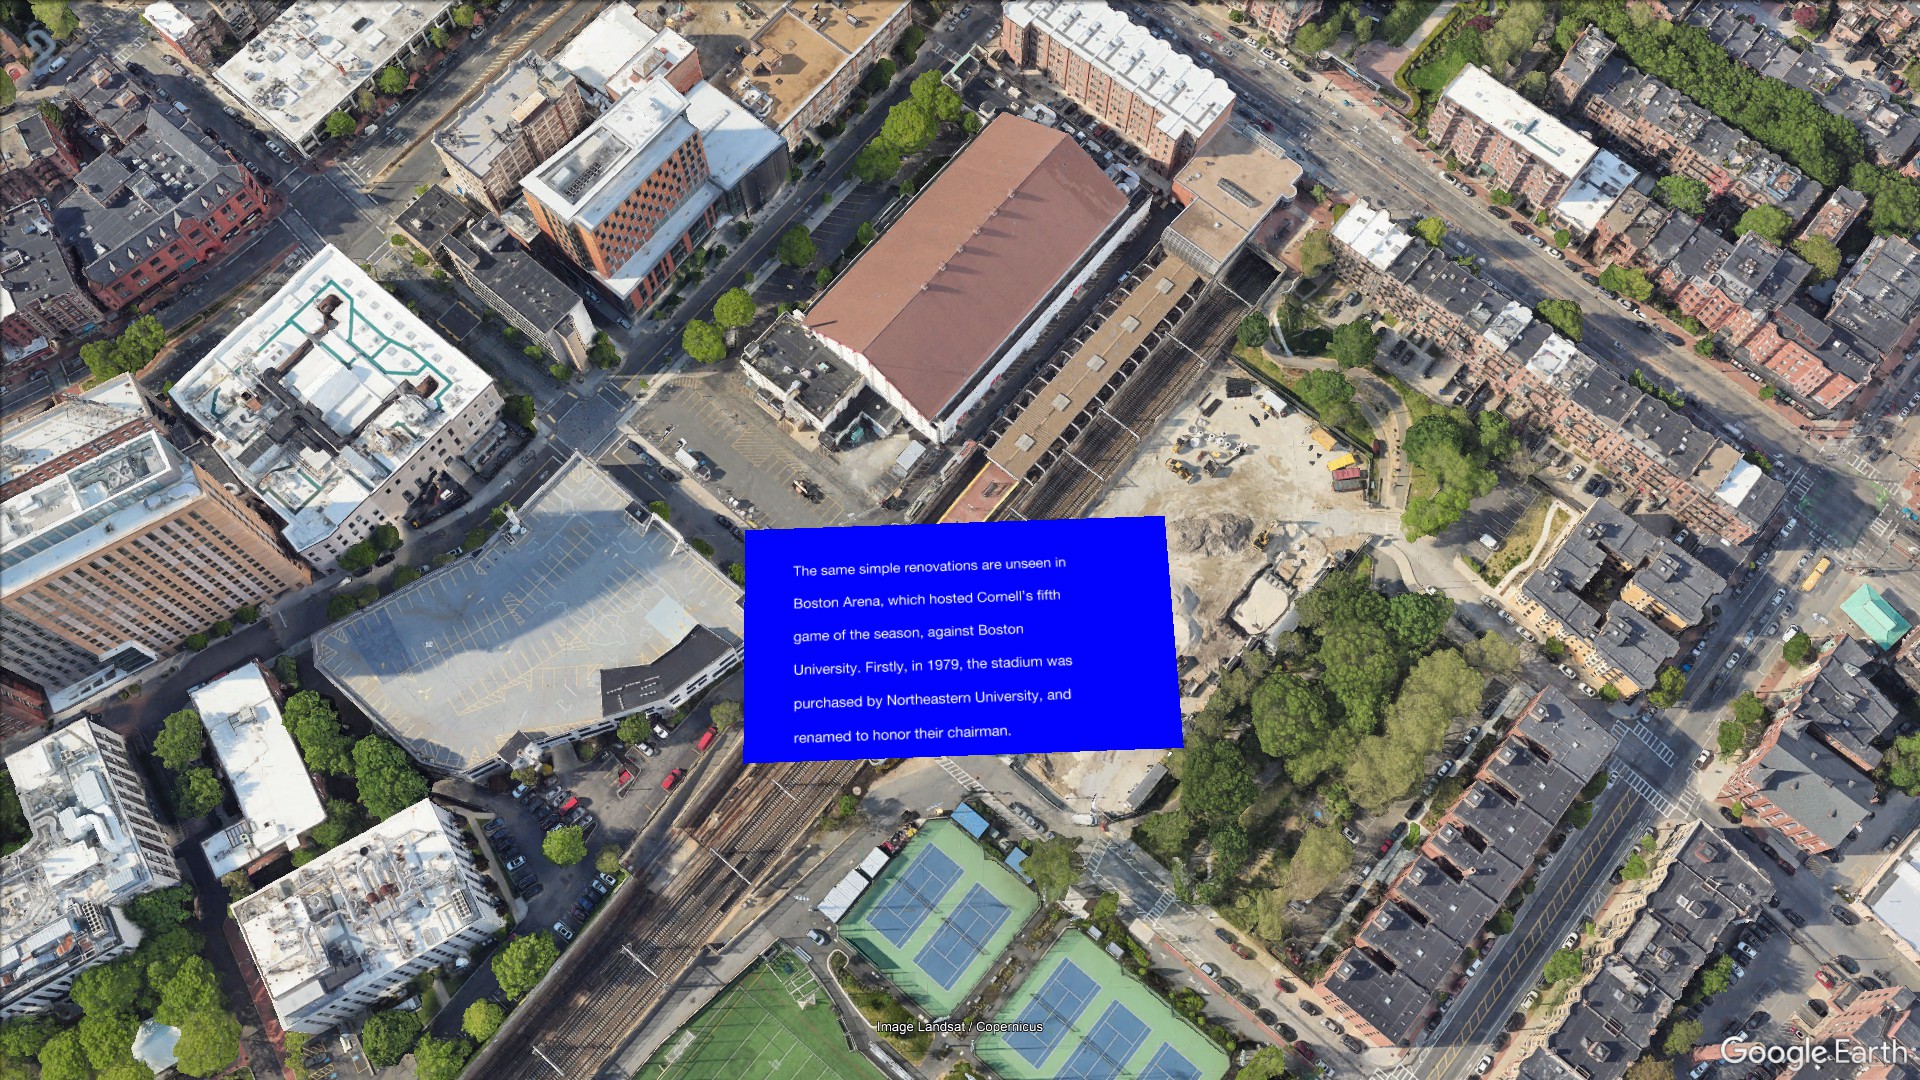 The same simple renovations are unseen in
Boston Arena, which hosted Cornell's fifth
game of the season, against Boston
University. Firstly, in 1979, the stadium was
purchased by Northeastern University, and
renamed to honor their chairman.
Image Landsat / Copernicus
Google Earth